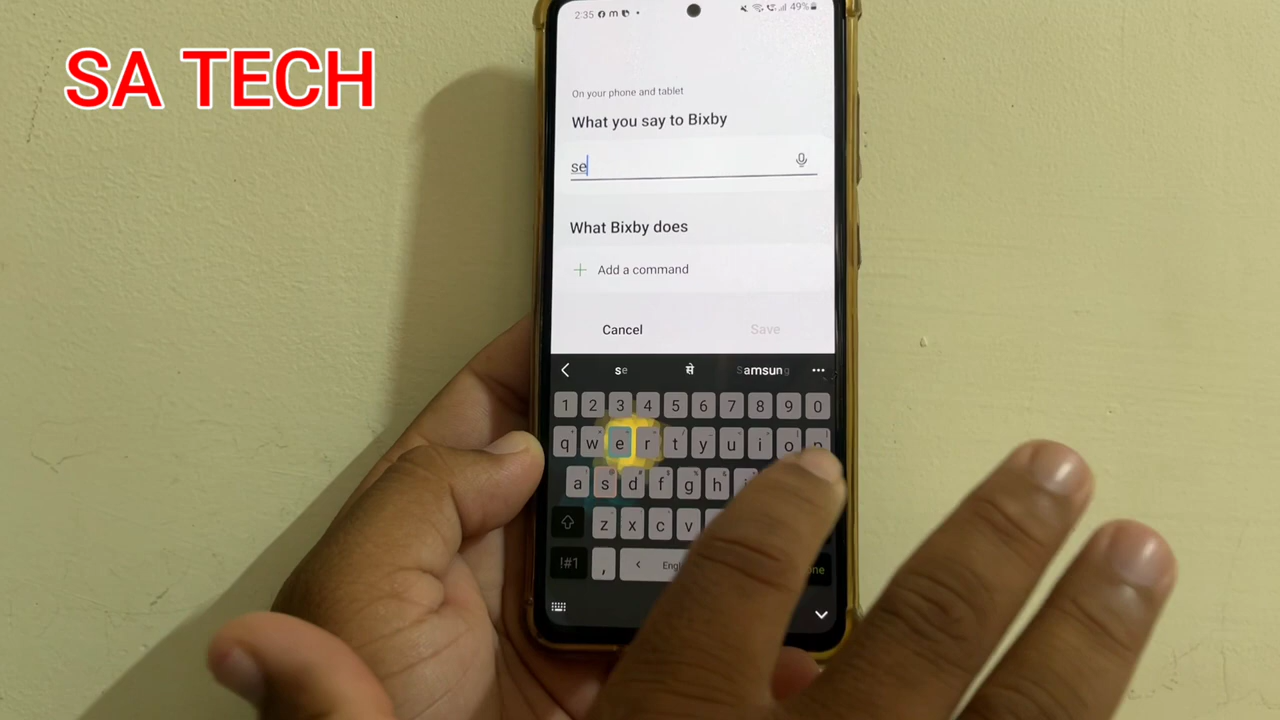 SA TECH
2:35
49%
On your phone and tablet
What you say to Bixby
se
What Bixby does
+ Add a command
Cancel Save
se से Samsung
1 2 3 4 5 6 7 8 9 0
q w e r t y u i o p
a s d f g h
z x c v
!#1 ,